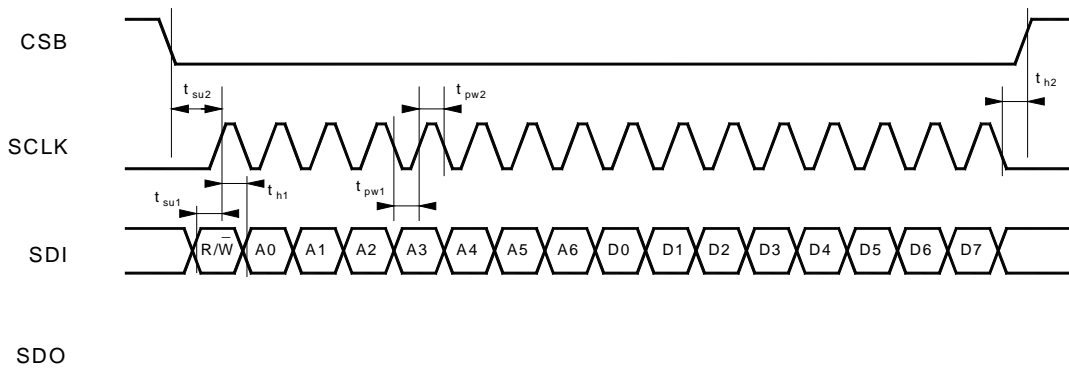 CSB
t su2
t pw2
t h2
SCLK
t su1
t h1
t pw1
SDI
R/W̅ A0 A1 A2 A3 A4 A5 A6 D0 D1 D2 D3 D4 D5 D6 D7
SDO